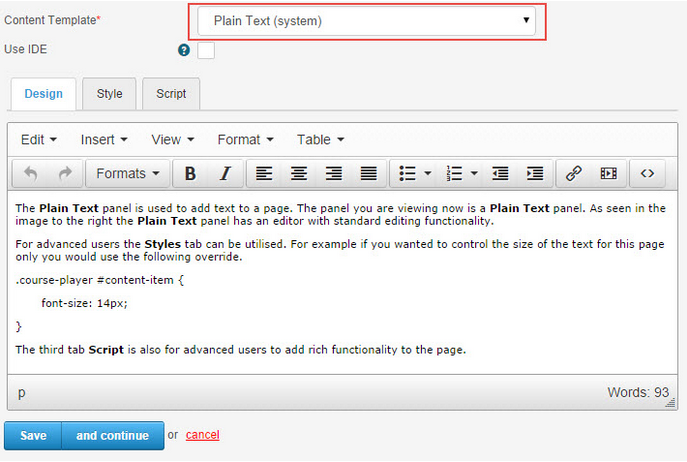 Content Template* Plain Text (system)
Use IDE ?
Design Style Script
Edit Insert View Format Table
Formats B I
The Plain Text panel is used to add text to a page. The panel you are viewing now is a Plain Text panel. As seen in the
image to the right the Plain Text panel has an editor with standard editing functionality.
For advanced users the Styles tab can be utilised. For example if you wanted to control the size of the text for this page
only you would use the following override.
.course-player #content-item {
font-size: 14px;
}
The third tab Script is also for advanced users to add rich functionality to the page.
p Words: 93
Save and continue or cancel